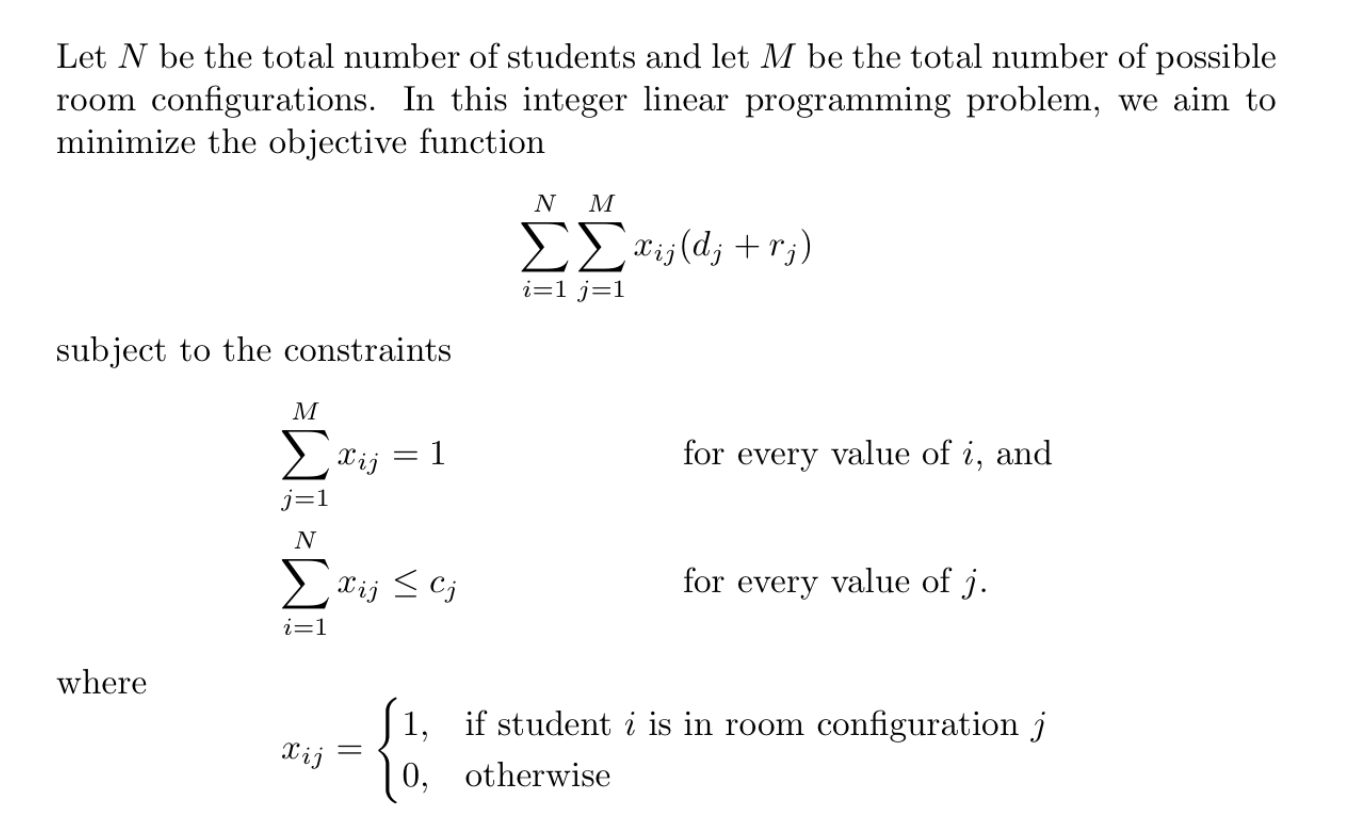 Let N be the total number of students and let M be the total number of possible
room configurations. In this integer linear programming problem, we aim to
minimize the objective function
\sum_{i=1}^{N} \sum_{j=1}^{M} x_{ij}(d_j + r_j)
subject to the constraints
\sum_{j=1}^{M} x_{ij} = 1 for every value of i, and
\sum_{i=1}^{N} x_{ij} \leq c_j for every value of j.
where
x_{ij} = \begin{cases} 1, & \text{if student } i \text{ is in room configuration } j \\ 0, & \text{otherwise} \end{cases}